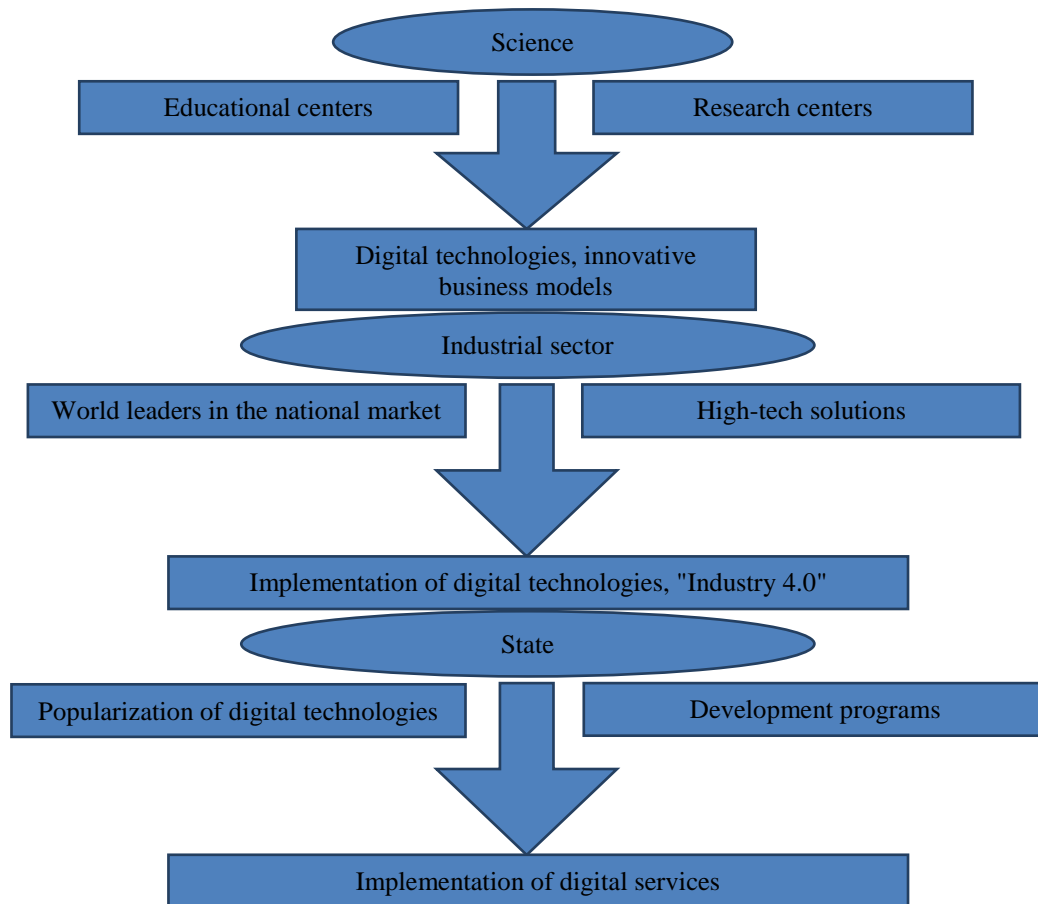 Science
Educational centers
Research centers
Digital technologies, innovative
business models
Industrial sector
World leaders in the national market
High-tech solutions
Implementation of digital technologies, "Industry 4.0"
State
Popularization of digital technologies
Development programs
Implementation of digital services